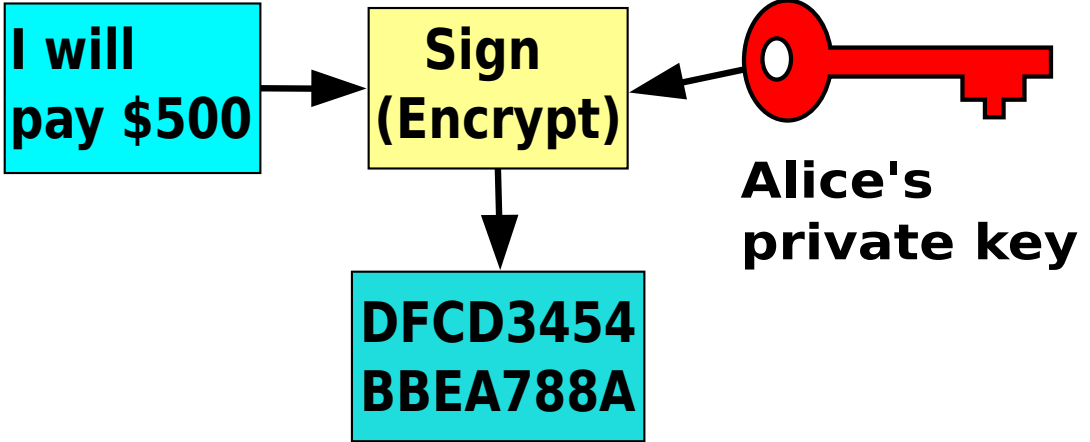 I will
pay $500
Sign
(Encrypt)
Alice's
private key
DFCD3454
BBEA788A